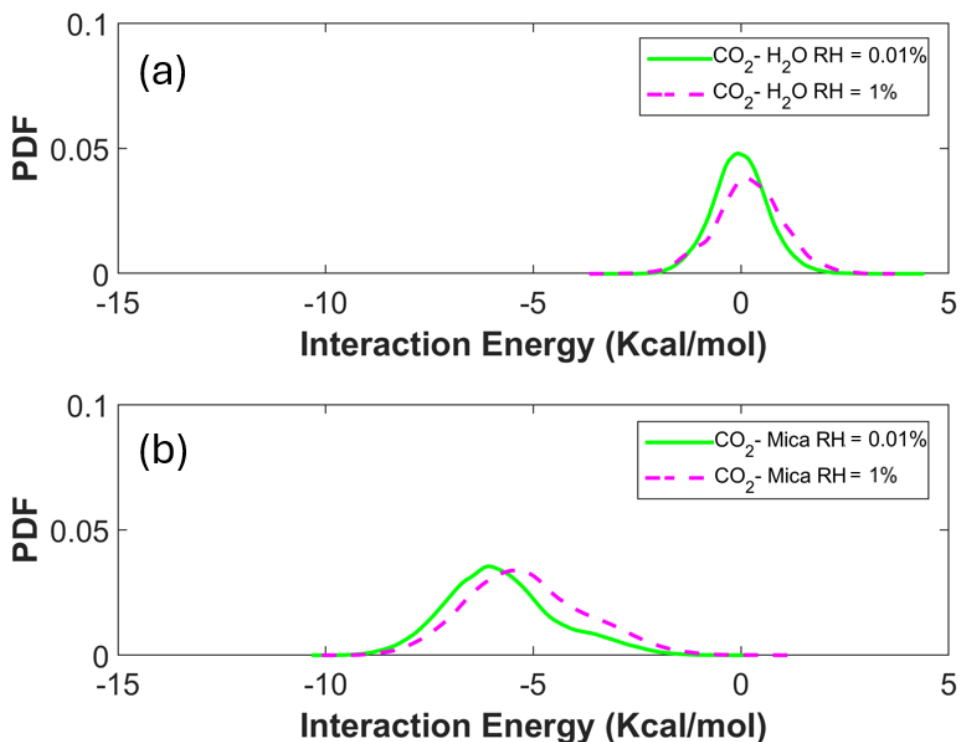 (a)
0.1
0.05
0
PDF
CO2- H2O RH = 0.01%
CO2- H2O RH = 1%
-15 -10 -5 0 5
Interaction Energy (Kcal/mol)
(b)
0.1
0.05
0
PDF
CO2- Mica RH = 0.01%
CO2- Mica RH = 1%
-15 -10 -5 0 5
Interaction Energy (Kcal/mol)